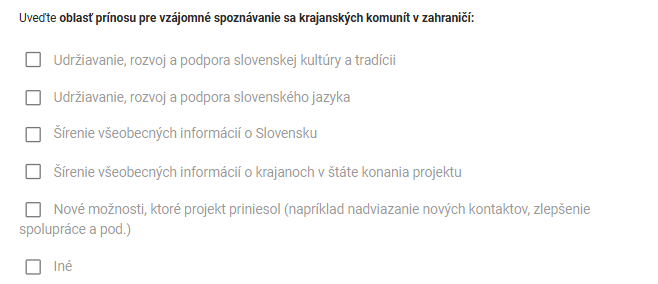 Uveďte oblasť prínosu pre vzájomné spoznávanie sa krajanských komunít v zahraničí:
Udržiavanie, rozvoj a podpora slovenskej kultúry a tradícii
Udržiavanie, rozvoj a podpora slovenského jazyka
Šírenie všeobecných informácií o Slovensku
Šírenie všeobecných informácií o krajanoch v štáte konania projektu
Nové možnosti, ktoré projekt priniesol (napríklad nadviazanie nových kontaktov, zlepšenie
spolupráce a pod.)
Iné